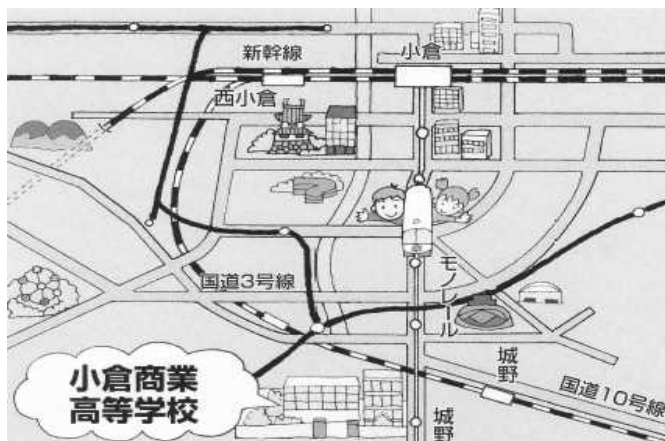 新幹線
小倉
西小倉
国道3号線
モノレール
城野
国道10号線
小倉商業
高等学校
城野